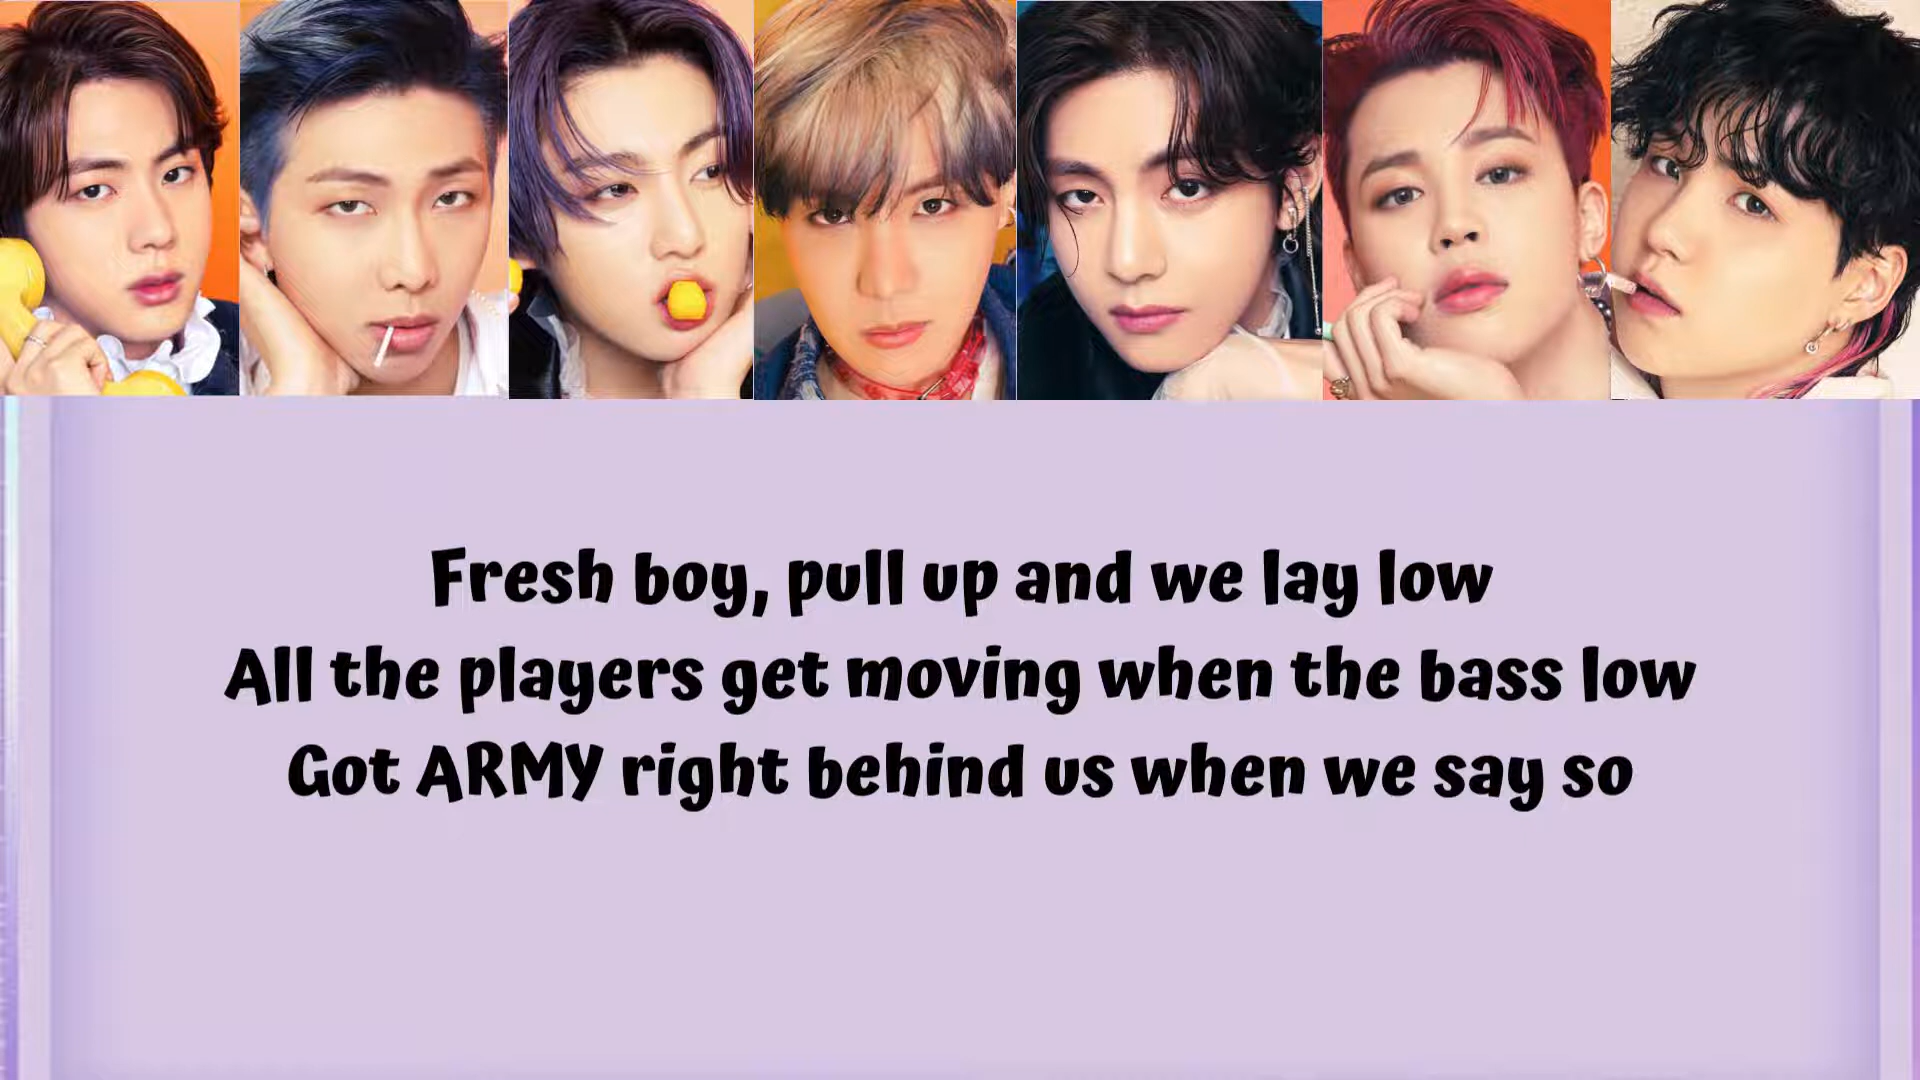 Fresh boy, pull up and we lay low
All the players get moving when the bass low
Got ARMY right behind us when we say so